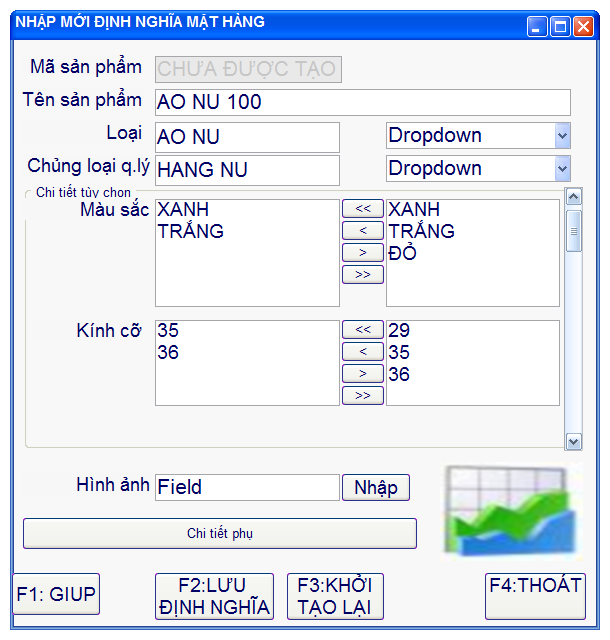 NHẬP MỚI ĐỊNH NGHĨA MẶT HÀNG
Mã sản phẩm CHƯA ĐƯỢC TẠO
Tên sản phẩm AO NU 100
Loại AO NU Dropdown
Chủng loại q.lý HANG NU Dropdown
Chi tiết tùy chon
Màu sắc XANH << XANH
TRẮNG < TRẮNG
> ĐỎ
>>
Kính cỡ 35 << 29
36 < 35
> 36
>>
Hình ảnh Field Nhập
Chi tiết phụ
F1: GIUP F2:LƯU ĐỊNH NGHĨA F3:KHỞI TẠO LẠI F4:THOÁT